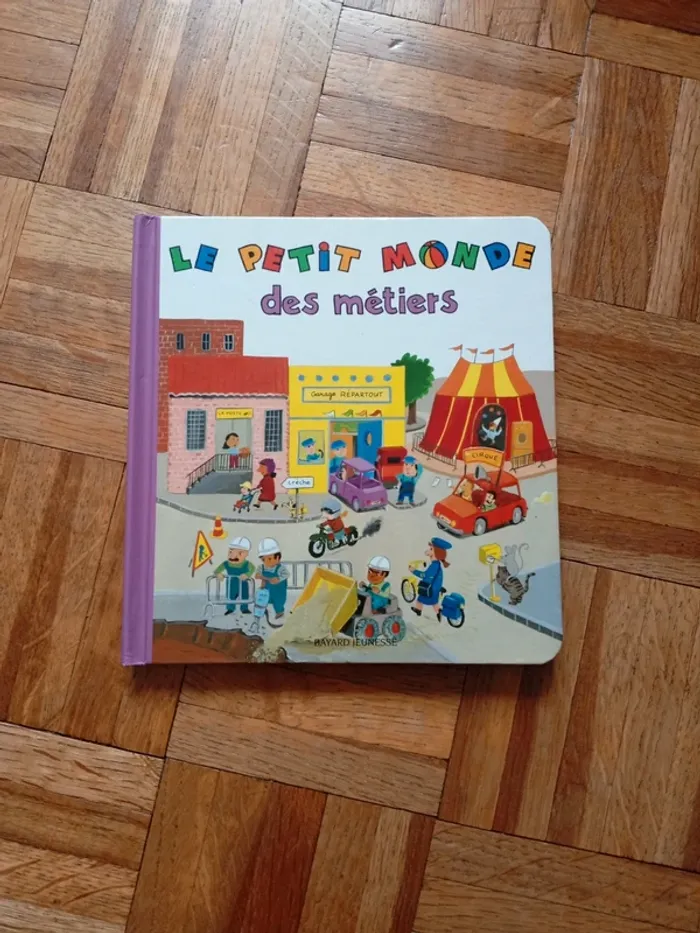 LE PETIT MONDE
des métiers
Garage REPARTOUT
CIRQUE
crèche
BAYARD JEUNESSE